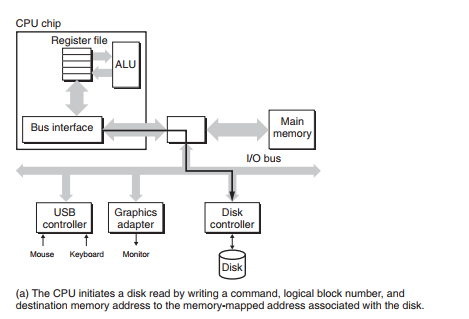 CPU chip
Register file
ALU
Bus interface
Main
memory
I/O bus
USB
controller
Graphics
adapter
Disk
controller
Mouse
Keyboard
Monitor
Disk
(a) The CPU initiates a disk read by writing a command, logical block number, and
destination memory address to the memory-mapped address associated with the disk.